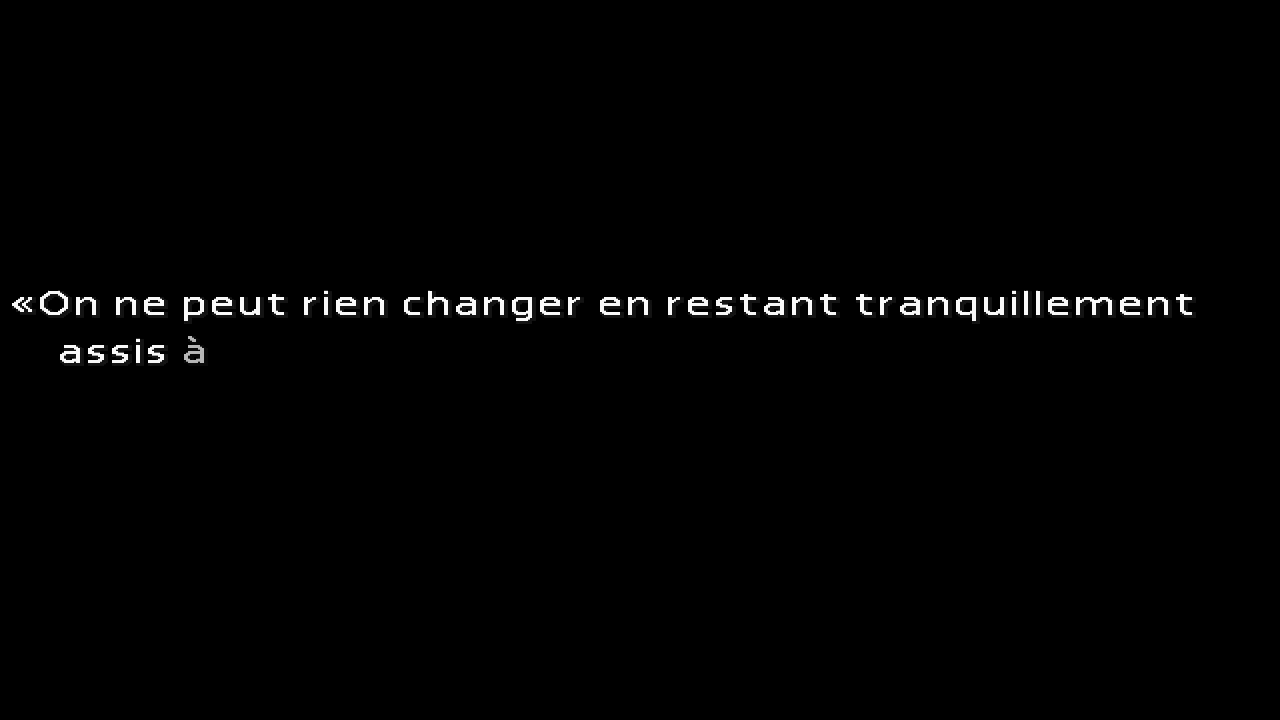 «On ne peut rien changer en restant tranquillement
assis à